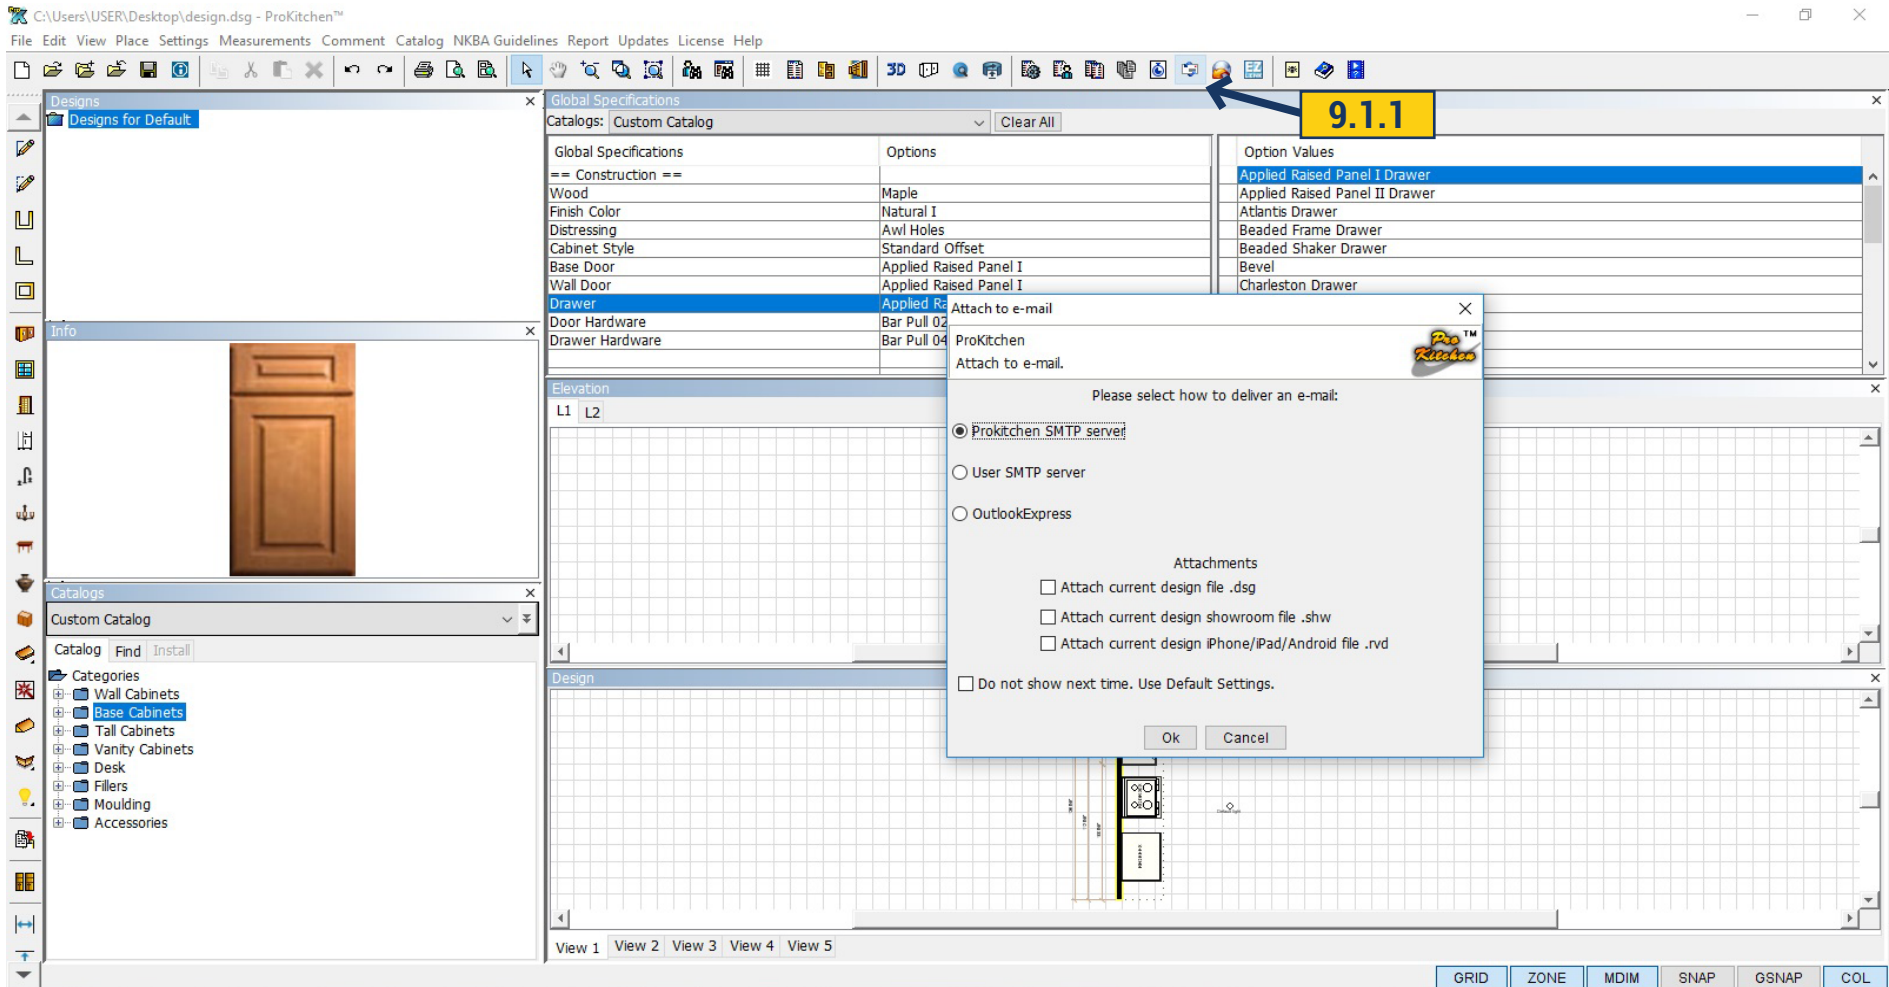 C:\Users\USER\Desktop\design.dsg - ProKitchen™
File Edit View Place Settings Measurements Comment Catalog NKBA Guidelines Report Updates License Help
3D
EZ
9.1.1
Designs
Designs for Default
Global Specifications
Catalogs: Custom Catalog Clear All
Global Specifications Options Option Values
== Construction == Applied Raised Panel I Drawer
Wood Maple Applied Raised Panel II Drawer
Finish Color Natural I Atlantis Drawer
Distressing Awl Holes Beaded Frame Drawer
Cabinet Style Standard Offset Beaded Shaker Drawer
Base Door Applied Raised Panel I Bevel
Wall Door Applied Raised Panel I Charleston Drawer
Drawer Applied Ra
Door Hardware Bar Pull 02
Drawer Hardware Bar Pull 04
Info
Elevation
L1 L2
Attach to e-mail
ProKitchen
Attach to e-mail.
Pro Kitchen TM
Please select how to deliver an e-mail:
Prokitchen SMTP server
User SMTP server
OutlookExpress
Attachments
Attach current design file .dsg
Attach current design showroom file .shw
Attach current design iPhone/iPad/Android file .rvd
Do not show next time. Use Default Settings.
Ok Cancel
Catalogs
Custom Catalog
Catalog Find Install
Categories
Wall Cabinets
Base Cabinets
Tall Cabinets
Vanity Cabinets
Desk
Fillers
Moulding
Accessories
Design
View 1 View 2 View 3 View 4 View 5
GRID ZONE MDIM SNAP GSNAP COL